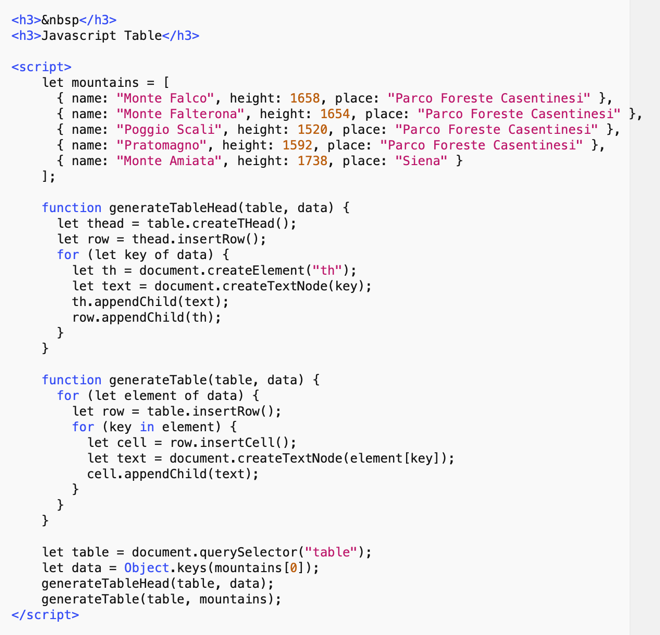 <h3>&nbsp</h3>
<h3>Javascript Table</h3>

<script>
    let mountains = [
      { name: "Monte Falco", height: 1658, place: "Parco Foreste Casentinesi" },
      { name: "Monte Falterona", height: 1654, place: "Parco Foreste Casentinesi" },
      { name: "Poggio Scali", height: 1520, place: "Parco Foreste Casentinesi" },
      { name: "Pratomagno", height: 1592, place: "Parco Foreste Casentinesi" },
      { name: "Monte Amiata", height: 1738, place: "Siena" }
    ];

    function generateTableHead(table, data) {
      let thead = table.createTHead();
      let row = thead.insertRow();
      for (let key of data) {
        let th = document.createElement("th");
        let text = document.createTextNode(key);
        th.appendChild(text);
        row.appendChild(th);
      }
    }

    function generateTable(table, data) {
      for (let element of data) {
        let row = table.insertRow();
        for (key in element) {
          let cell = row.insertCell();
          let text = document.createTextNode(element[key]);
          cell.appendChild(text);
        }
      }
    }

    let table = document.querySelector("table");
    let data = Object.keys(mountains[0]);
    generateTableHead(table, data);
    generateTable(table, mountains);
</script>